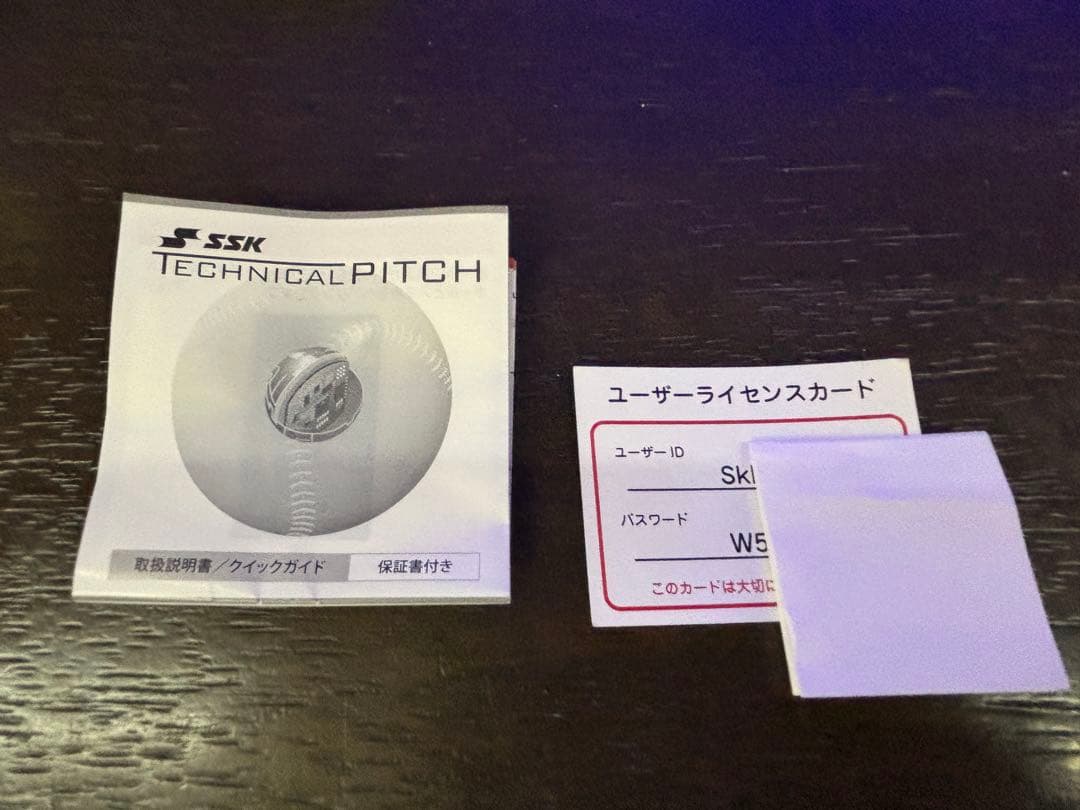 SSK
TECHNICALPITCH
取扱説明書／クイックガイド
保証書付き
ユーザーライセンスカード
ユーザーID
Sk
パスワード
W5
このカードは大切に